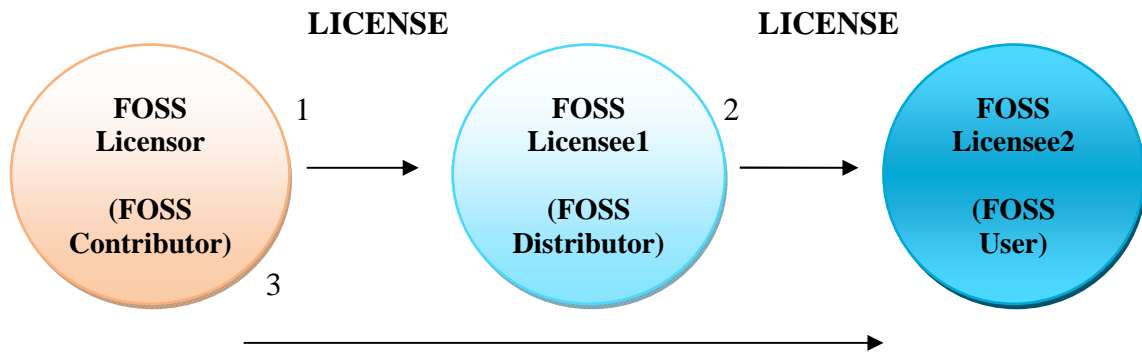 LICENSE
LICENSE
FOSS
Licensor
(FOSS
Contributor)
1
FOSS
Licensee1
(FOSS
Distributor)
2
FOSS
Licensee2
(FOSS
User)
3